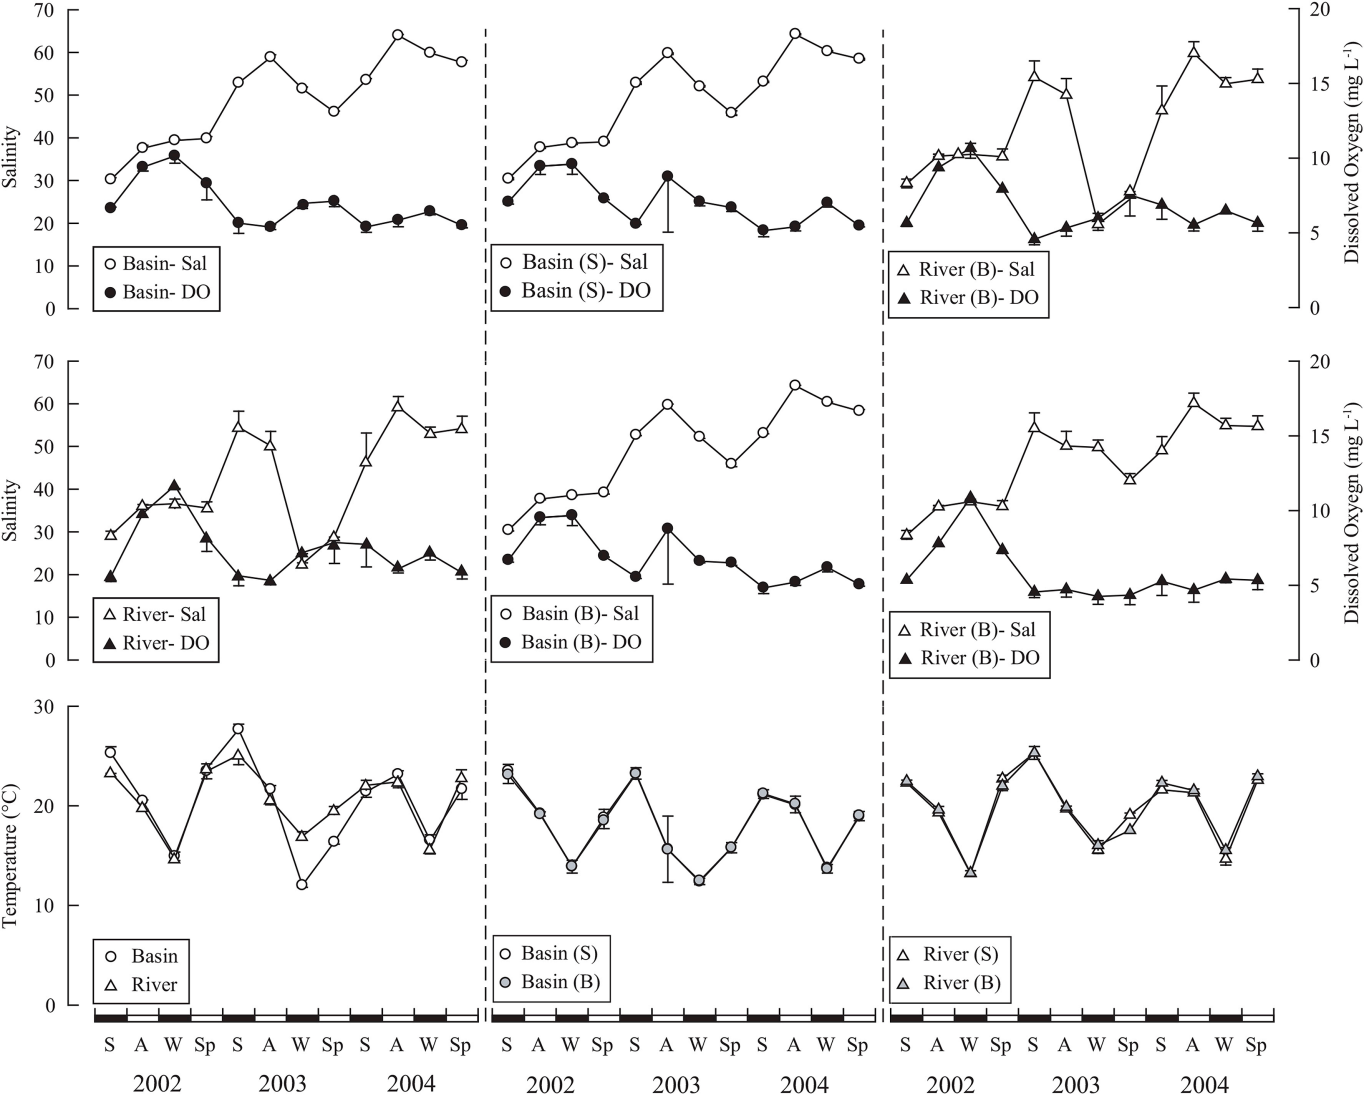 70
60
50
40
30
20
10
0
Salinity
Basin- Sal
Basin- DO
Basin (S)- Sal
Basin (S)- DO
River (B)- Sal
River (B)- DO
20
15
10
5
0
Dissolved Oxyegn (mg L-1)
70
60
50
40
30
20
10
0
Salinity
River- Sal
River- DO
Basin (B)- Sal
Basin (B)- DO
River (B)- Sal
River (B)- DO
20
15
10
5
0
Dissolved Oxyegn (mg L-1)
30
20
10
0
Temperature (°C)
Basin
River
Basin (S)
Basin (B)
River (S)
River (B)
S A W Sp S A W Sp S A W Sp S A W Sp S A W Sp S A W Sp S A W Sp S A W Sp S A W Sp
2002 2003 2004 2002 2003 2004 2002 2003 2004